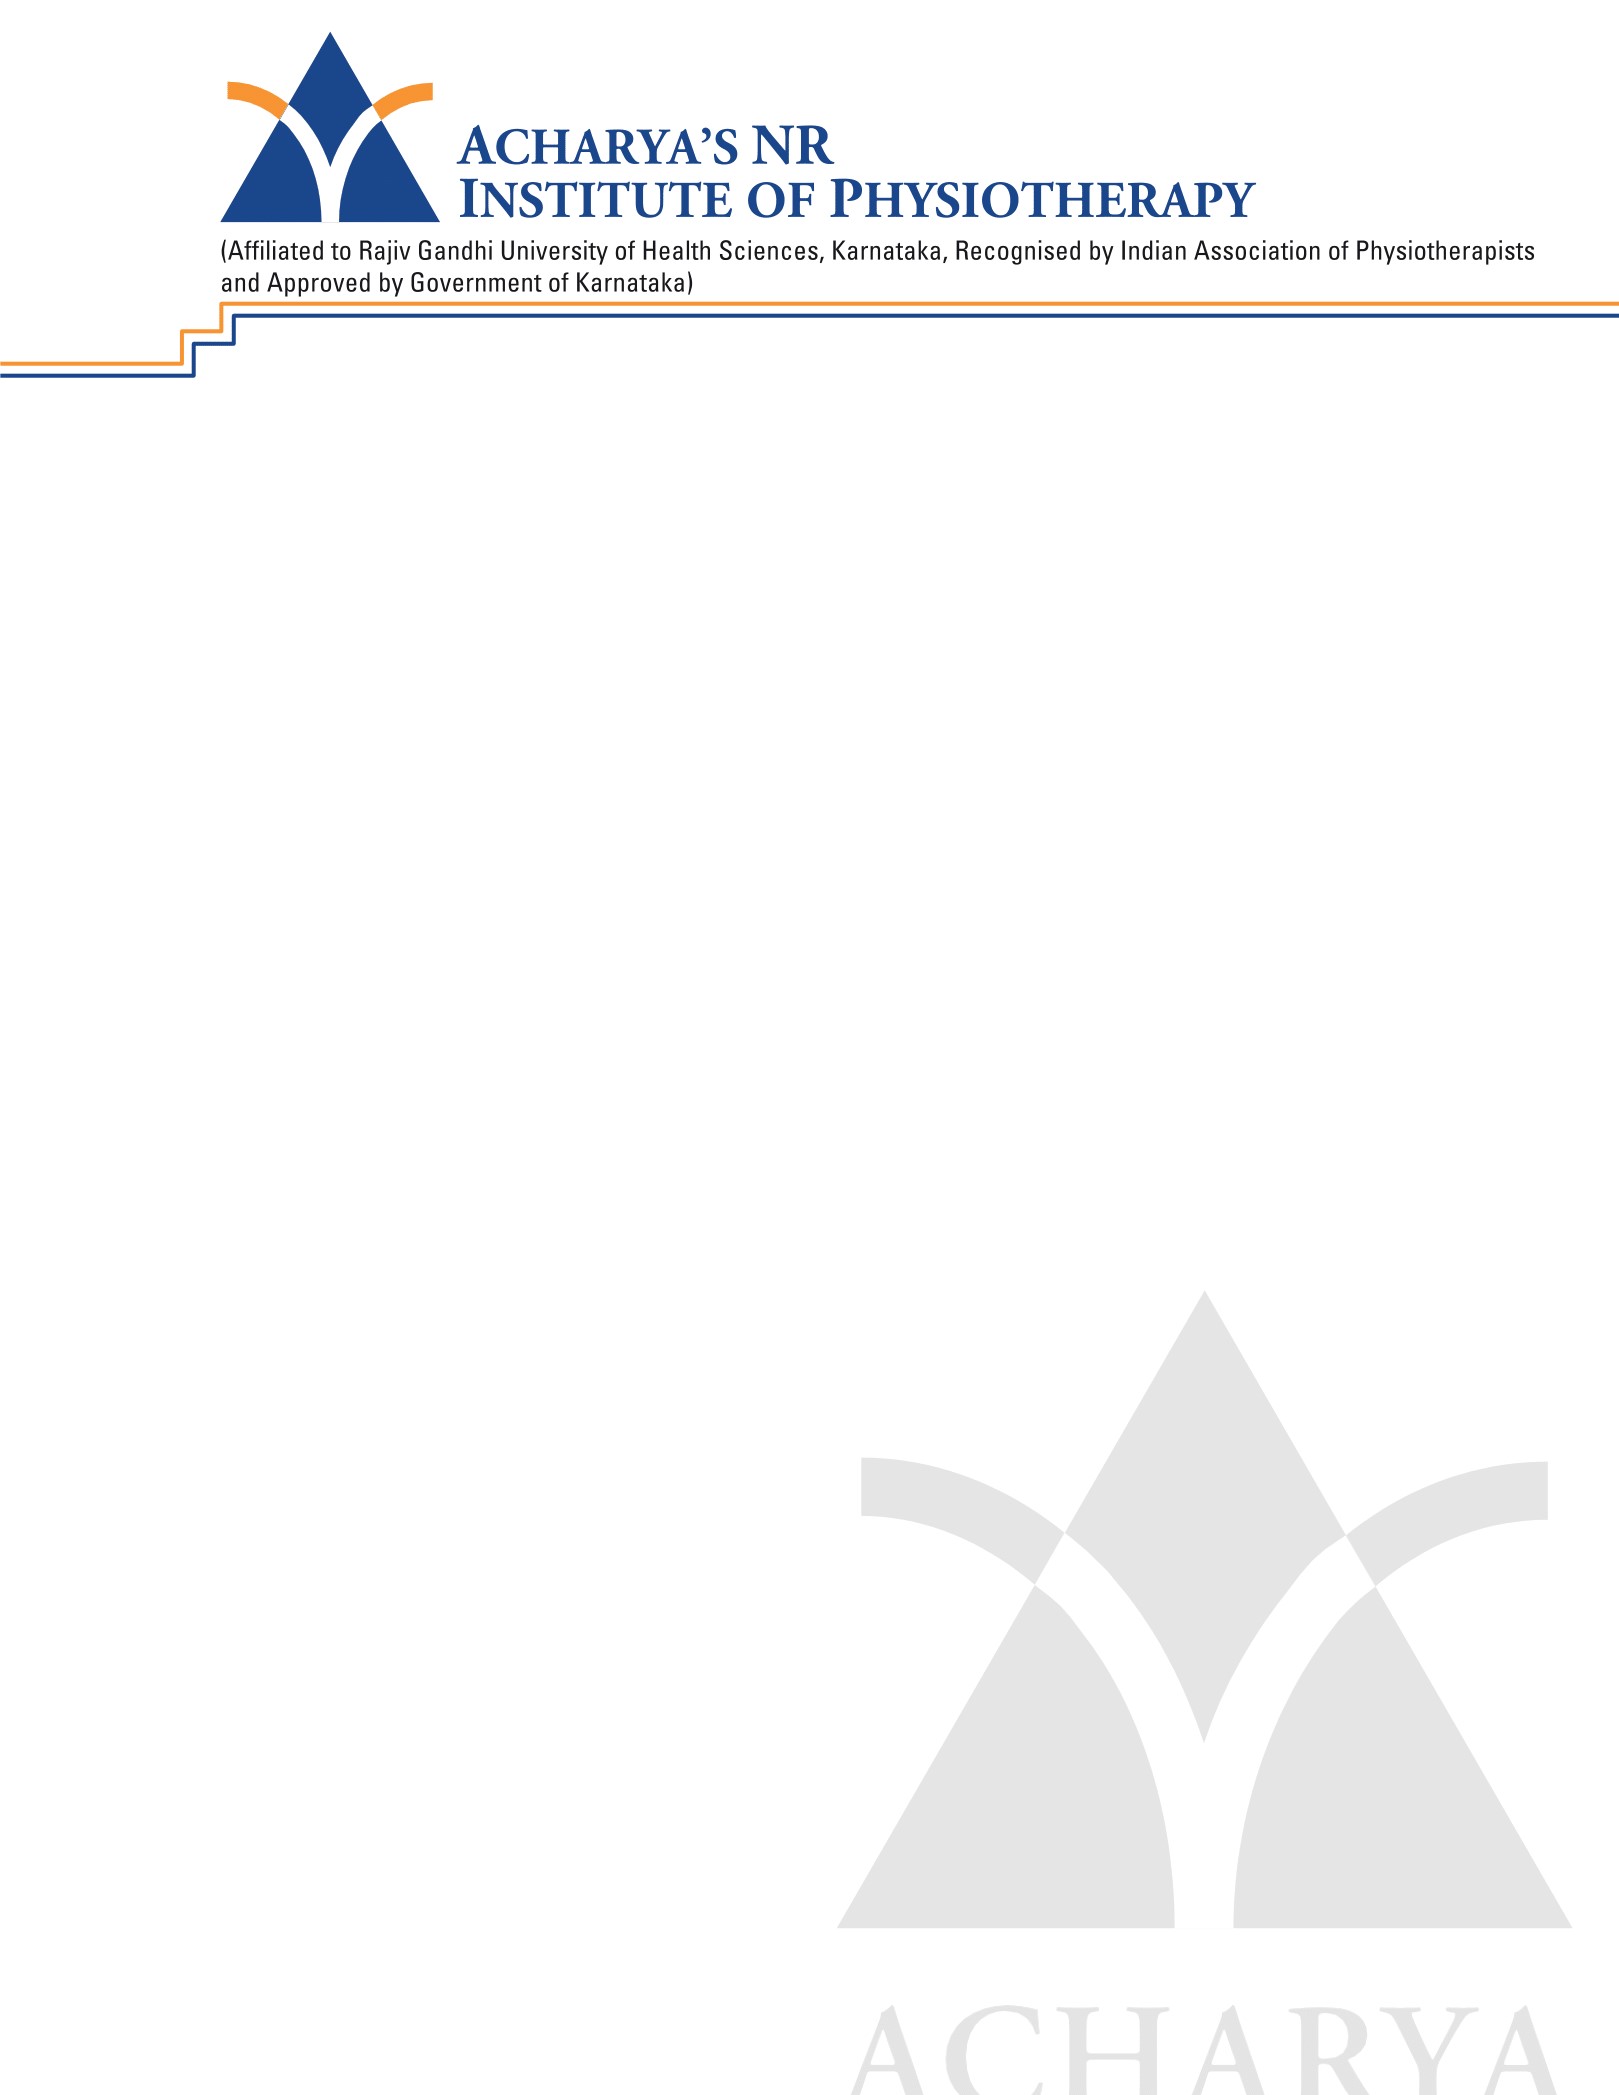 ACHARYA’S NR
INSTITUTE OF PHYSIOTHERAPY
(Affiliated to Rajiv Gandhi University of Health Sciences, Karnataka, Recognised by Indian Association of Physiotherapists
and Approved by Government of Karnataka)
ACHARYA